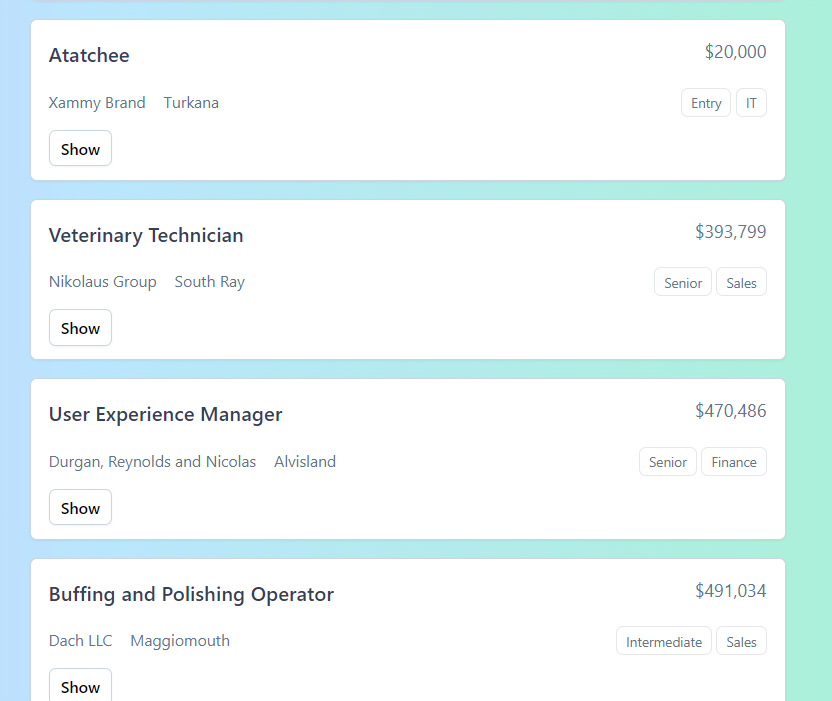 Atatchee $20,000
Xammy Brand Turkana Entry IT
Show
Veterinary Technician $393,799
Nikolaus Group South Ray Senior Sales
Show
User Experience Manager $470,486
Durgan, Reynolds and Nicolas Alvisland Senior Finance
Show
Buffing and Polishing Operator $491,034
Dach LLC Maggiomouth Intermediate Sales
Show